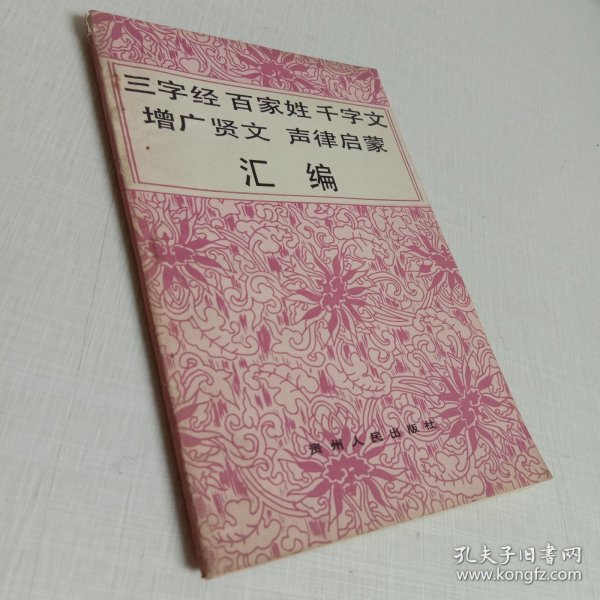 三字经 百家姓 千字文
增广贤文 声律启蒙
汇编
贵州人民出版社
孔夫子旧书网
www.kongfz.com